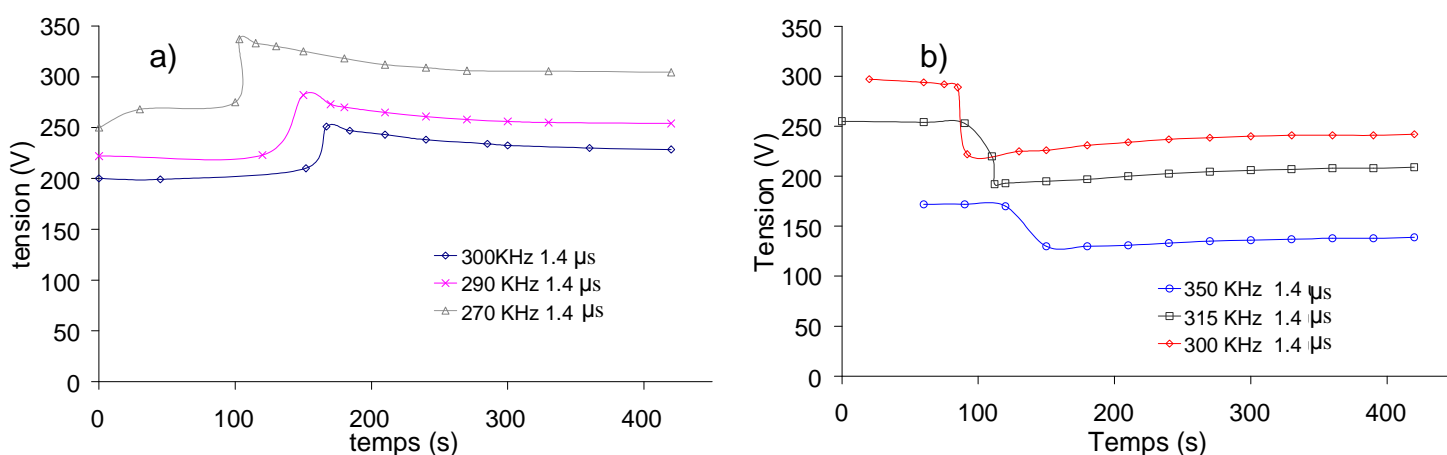 a)
tension (V)
350
300
250
200
150
100
50
0
0 100 200 300 400
temps (s)
300KHz 1.4 µs
290 KHz 1.4 µs
270 KHz 1.4 µs
b)
Tension (V)
350
300
250
200
150
100
50
0
0 100 200 300 400
Temps (s)
350 KHz 1.4 µs
315 KHz 1.4 µs
300 KHz 1.4 µs